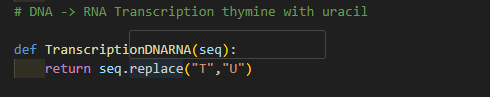 # DNA -> RNA Transcription thymine with uracil
def TranscriptionDNARNA(seq):
return seq.replace("T","U")